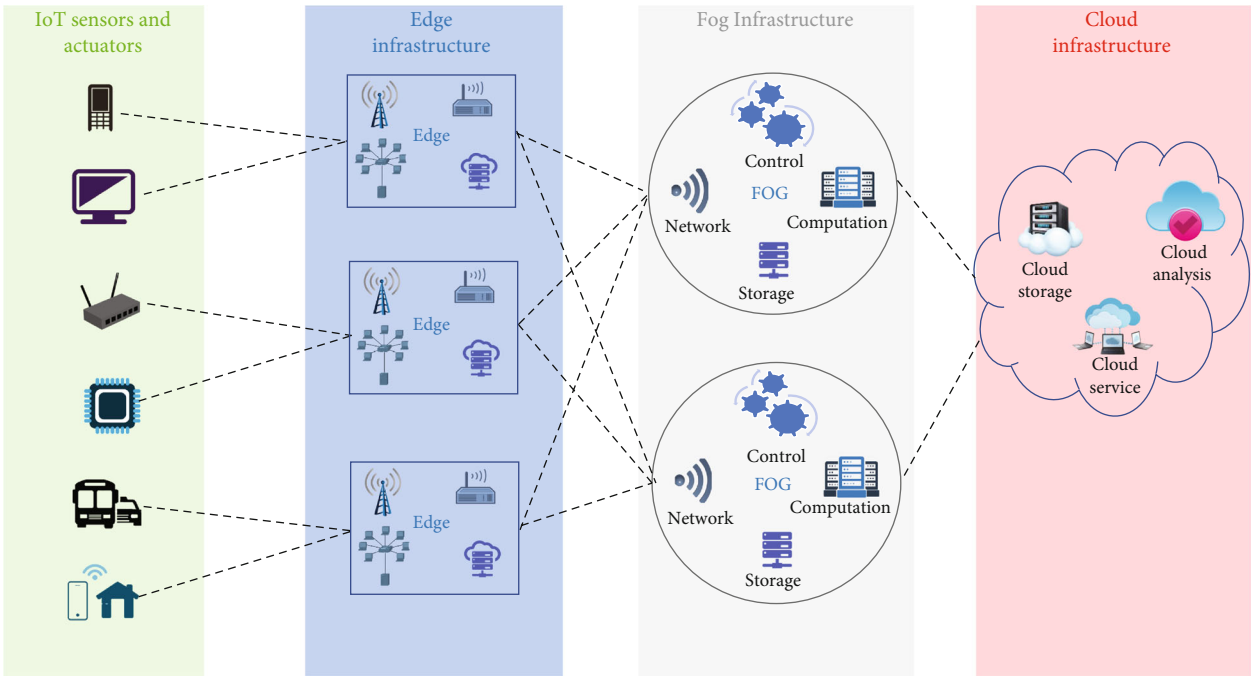 IoT sensors and
actuators
Edge
infrastructure
Fog Infrastructure
Cloud
infrastructure
Edge
Edge
Edge
Control
FOG
Network
Computation
Storage
Control
FOG
Network
Computation
Storage
Cloud
storage
Cloud
analysis
Cloud
service